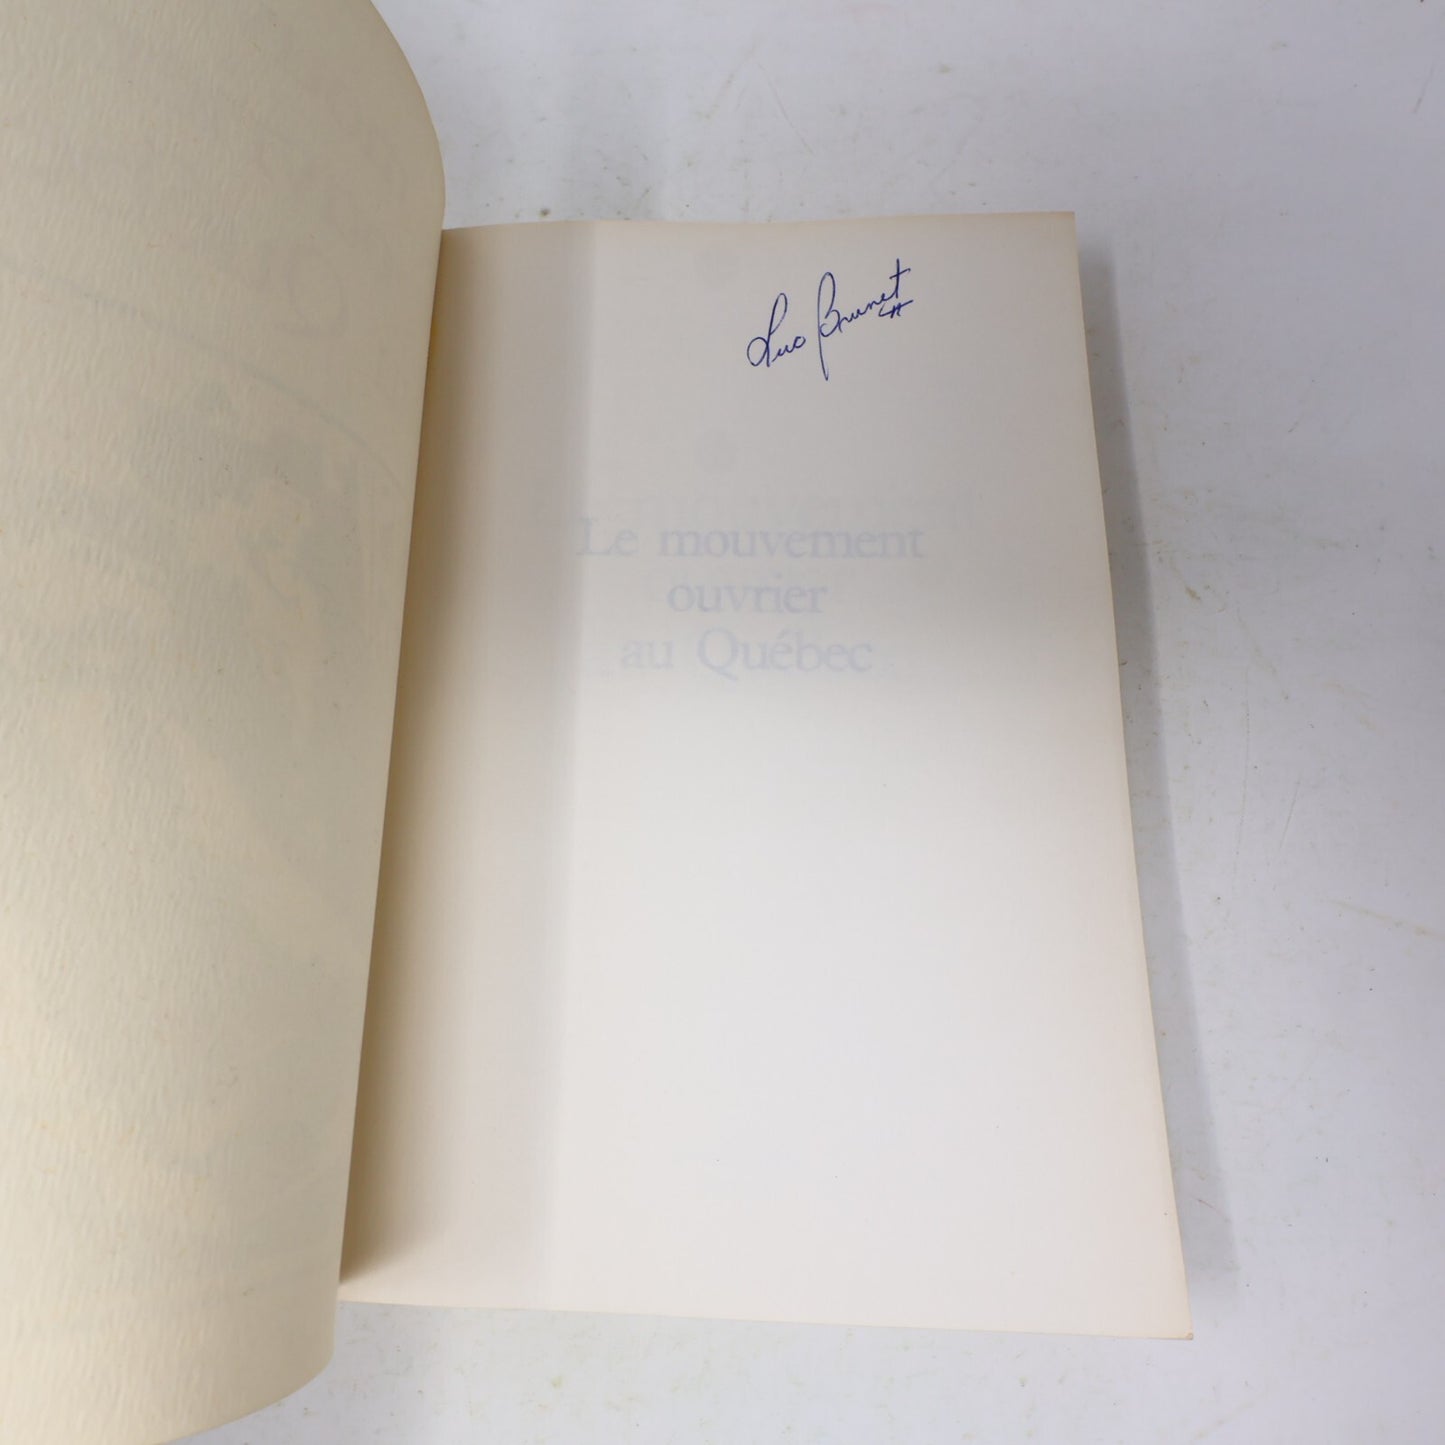 Luc Brunet
Le mouvement
ouvrier
au Québec